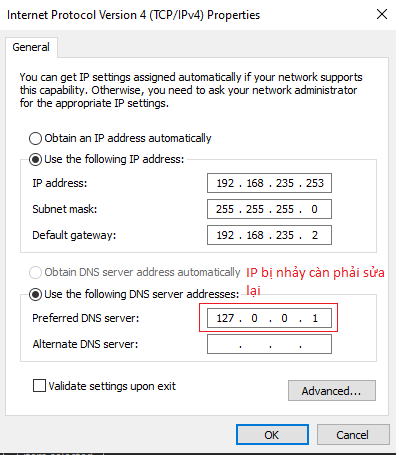 Internet Protocol Version 4 (TCP/IPv4) Properties
General
You can get IP settings assigned automatically if your network supports
this capability. Otherwise, you need to ask your network administrator
for the appropriate IP settings.
Obtain an IP address automatically
Use the following IP address:
IP address: 192 . 168 . 235 . 253
Subnet mask: 255 . 255 . 255 . 0
Default gateway: 192 . 168 . 235 . 2
Obtain DNS server address automatically
IP bị nhảy càn phải sửa
lại
Use the following DNS server addresses:
Preferred DNS server: 127 . 0 . 0 . 1
Alternate DNS server: . . .
Validate settings upon exit
Advanced...
OK Cancel